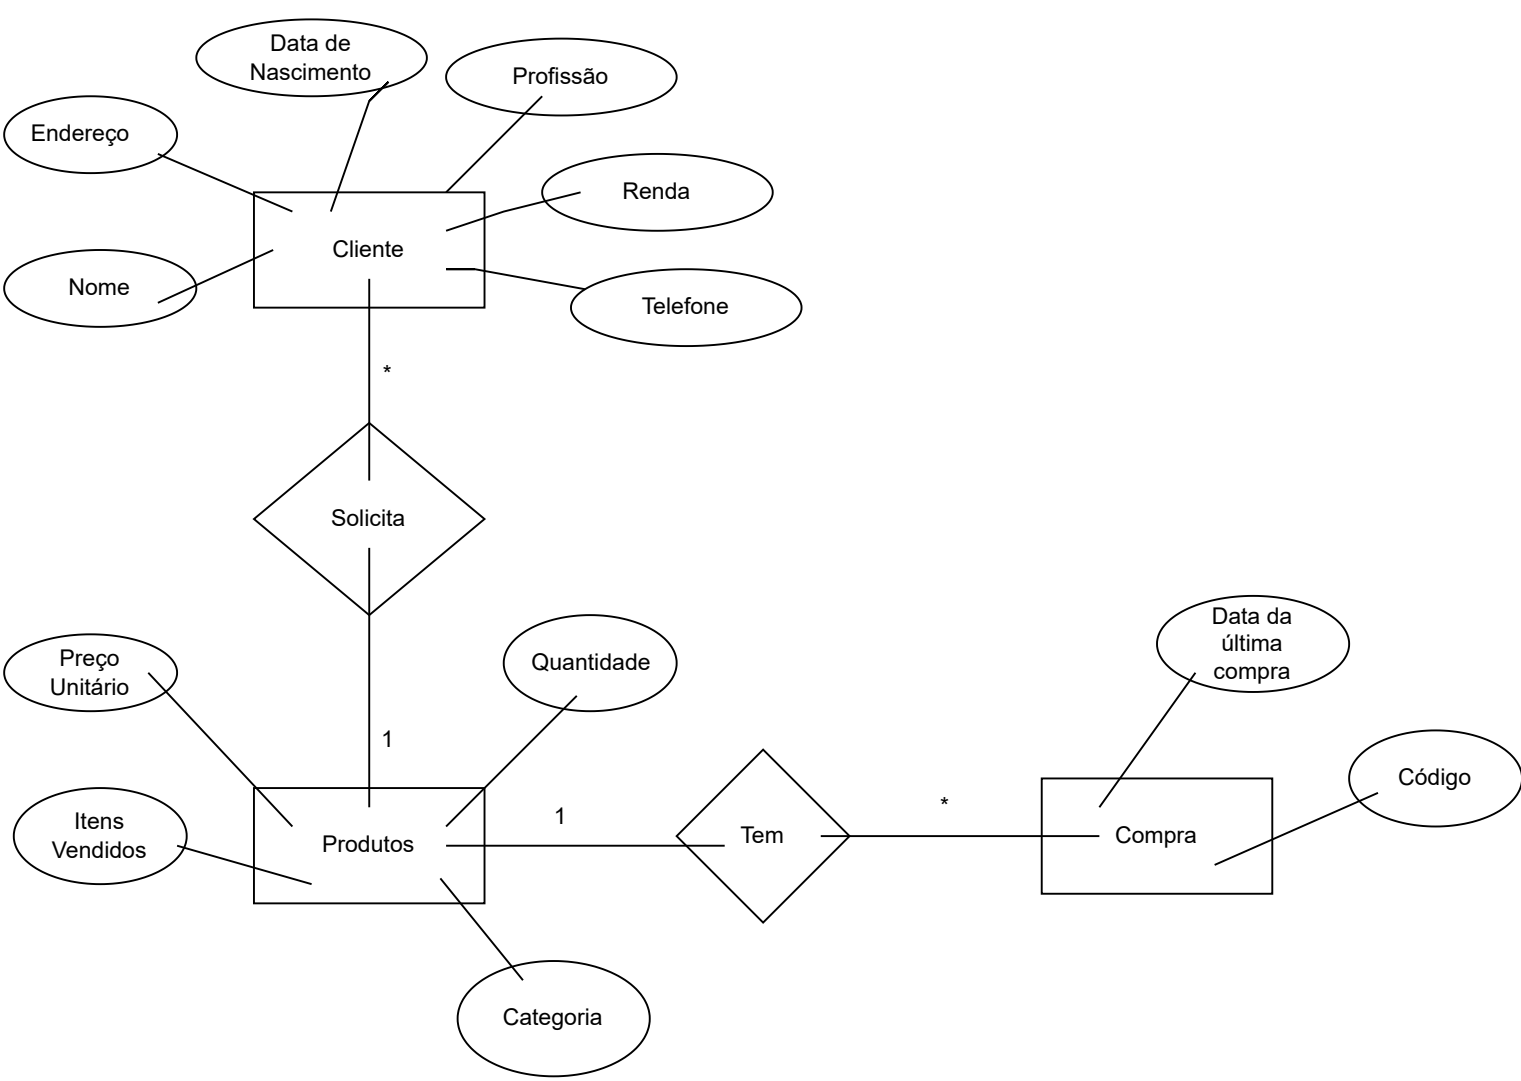 Data de
Nascimento
Profissão
Endereço
Renda
Cliente
Nome
Telefone
*
Solicita
Data da
última
compra
Preço
Unitário
Quantidade
1
Código
*
1
Itens
Vendidos
Produtos
Tem
Compra
Categoria